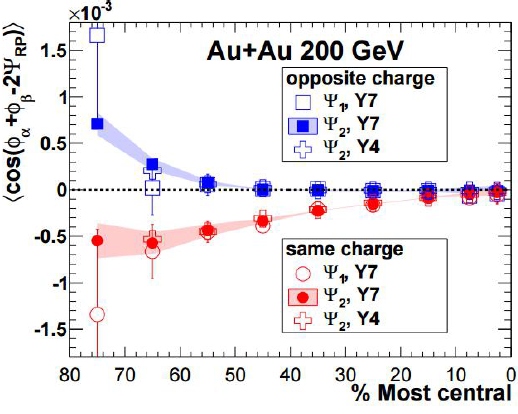 ×10⁻³
Au+Au 200 GeV
⟨cos(ϕα+ϕβ-2ΨRP)⟩
1.5
1
0.5
0
-0.5
-1
-1.5
opposite charge
Ψ₁, Y7
Ψ₂, Y7
Ψ₂, Y4
same charge
Ψ₁, Y7
Ψ₂, Y7
Ψ₂, Y4
80 70 60 50 40 30 20 10 0
% Most central